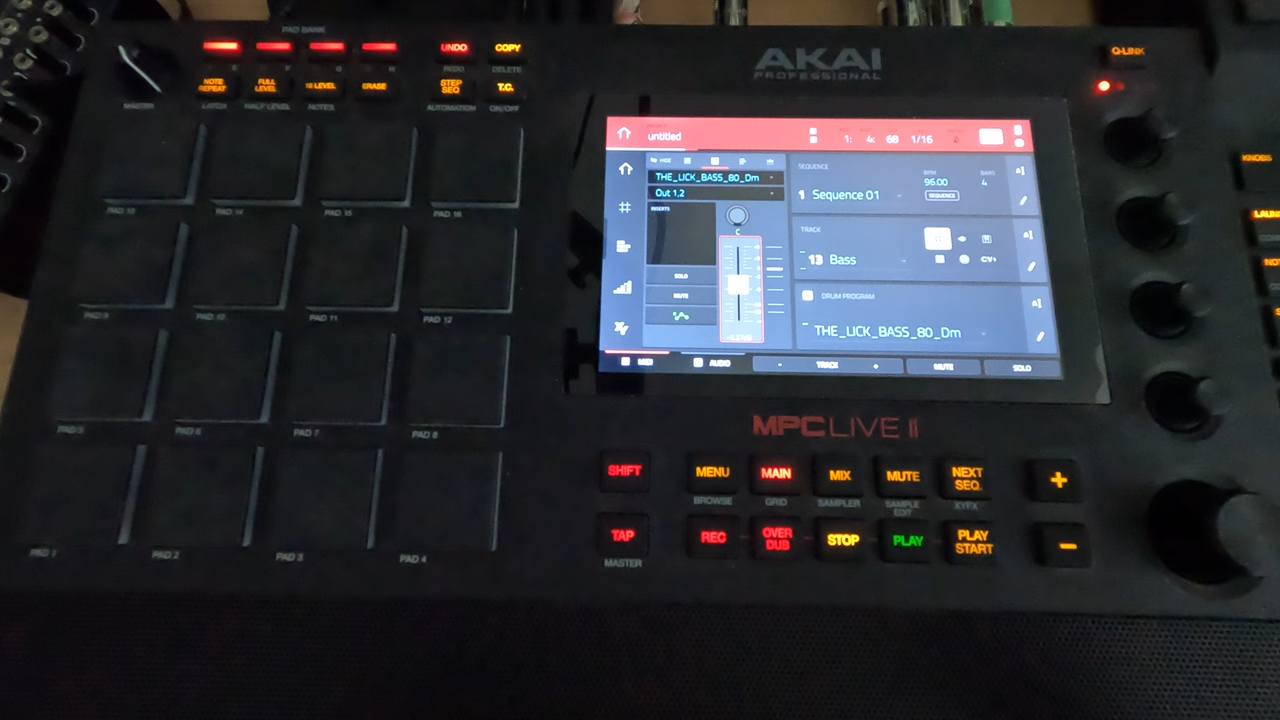 PAD BANK
UNDO COPY
REDO DELETE
NOTE REPEAT FULL LEVEL 16 LEVEL ERASE STEP SEQ T.C.
MASTER LATCH HALF LEVEL NOTES AUTOMATION ON/OFF
AKAI
PROFESSIONAL
Q-LINK
untitled 1: 4: 68 1/16
HIDE
THE_LICK_BASS_80_Dm
Out 1,2
INSERTS
C
SOLO
MUTE
SEQUENCE BPM BARS
1 Sequence 01 96.00 4
SEQUENCE
TRACK
13 Bass
CV
DRUM PROGRAM
THE_LICK_BASS_80_Dm
MIDI AUDIO - TRACK + MUTE SOLO
PAD 13 PAD 14 PAD 15 PAD 16
PAD 9 PAD 10 PAD 11 PAD 12
PAD 5 PAD 6 PAD 7 PAD 8
PAD 1 PAD 2 PAD 3 PAD 4
MPC LIVE II
SHIFT MENU MAIN MIX MUTE NEXT SEQ. +
BROWSE GRID SAMPLER SAMPLE EDIT XYFX
TAP REC OVER DUB STOP PLAY PLAY START -
MASTER
KNOBS